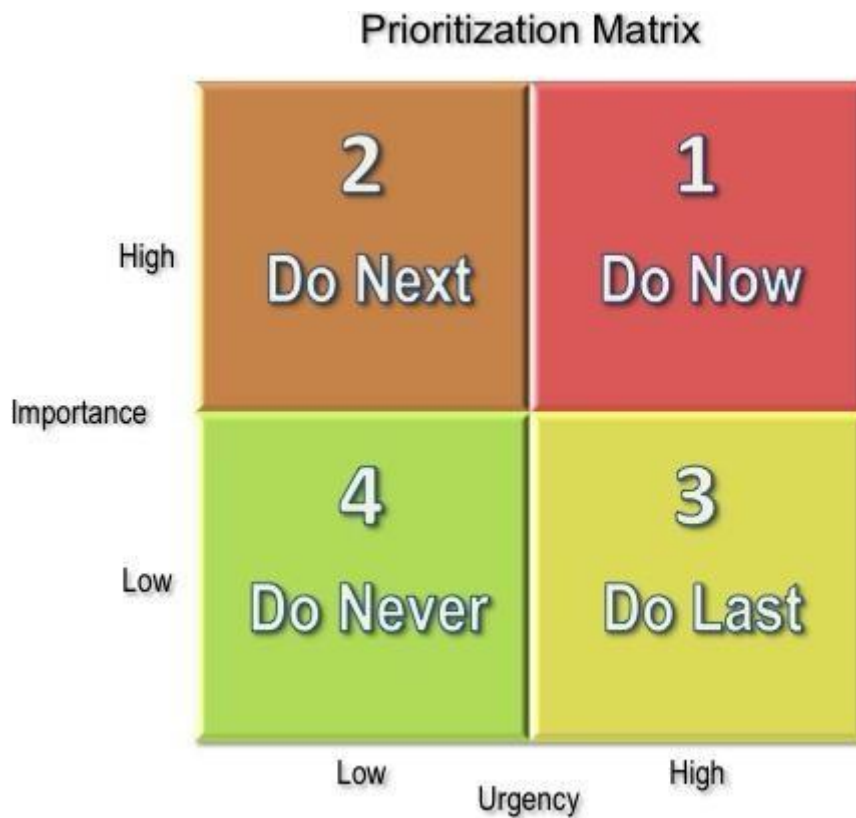 Prioritization Matrix
2
Do Next
1
Do Now
High
Importance
4
Do Never
3
Do Last
Low
Low
High
Urgency